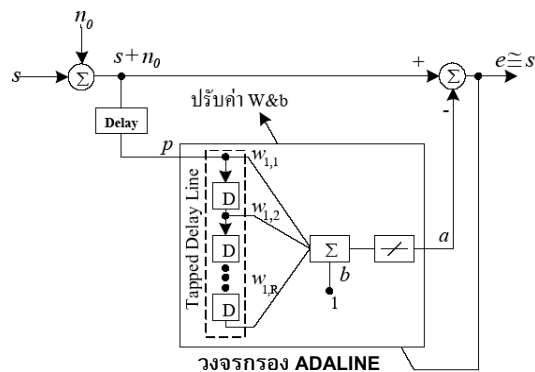 n₀
s
Σ
s+n₀
+
Σ
e≅s
-
Delay
ปรับค่า W&b
p
Tapped Delay Line
w₁,₁
D
w₁,₂
D
w₁,R
D
Σ
b
1
a
วงจรกรอง ADALINE